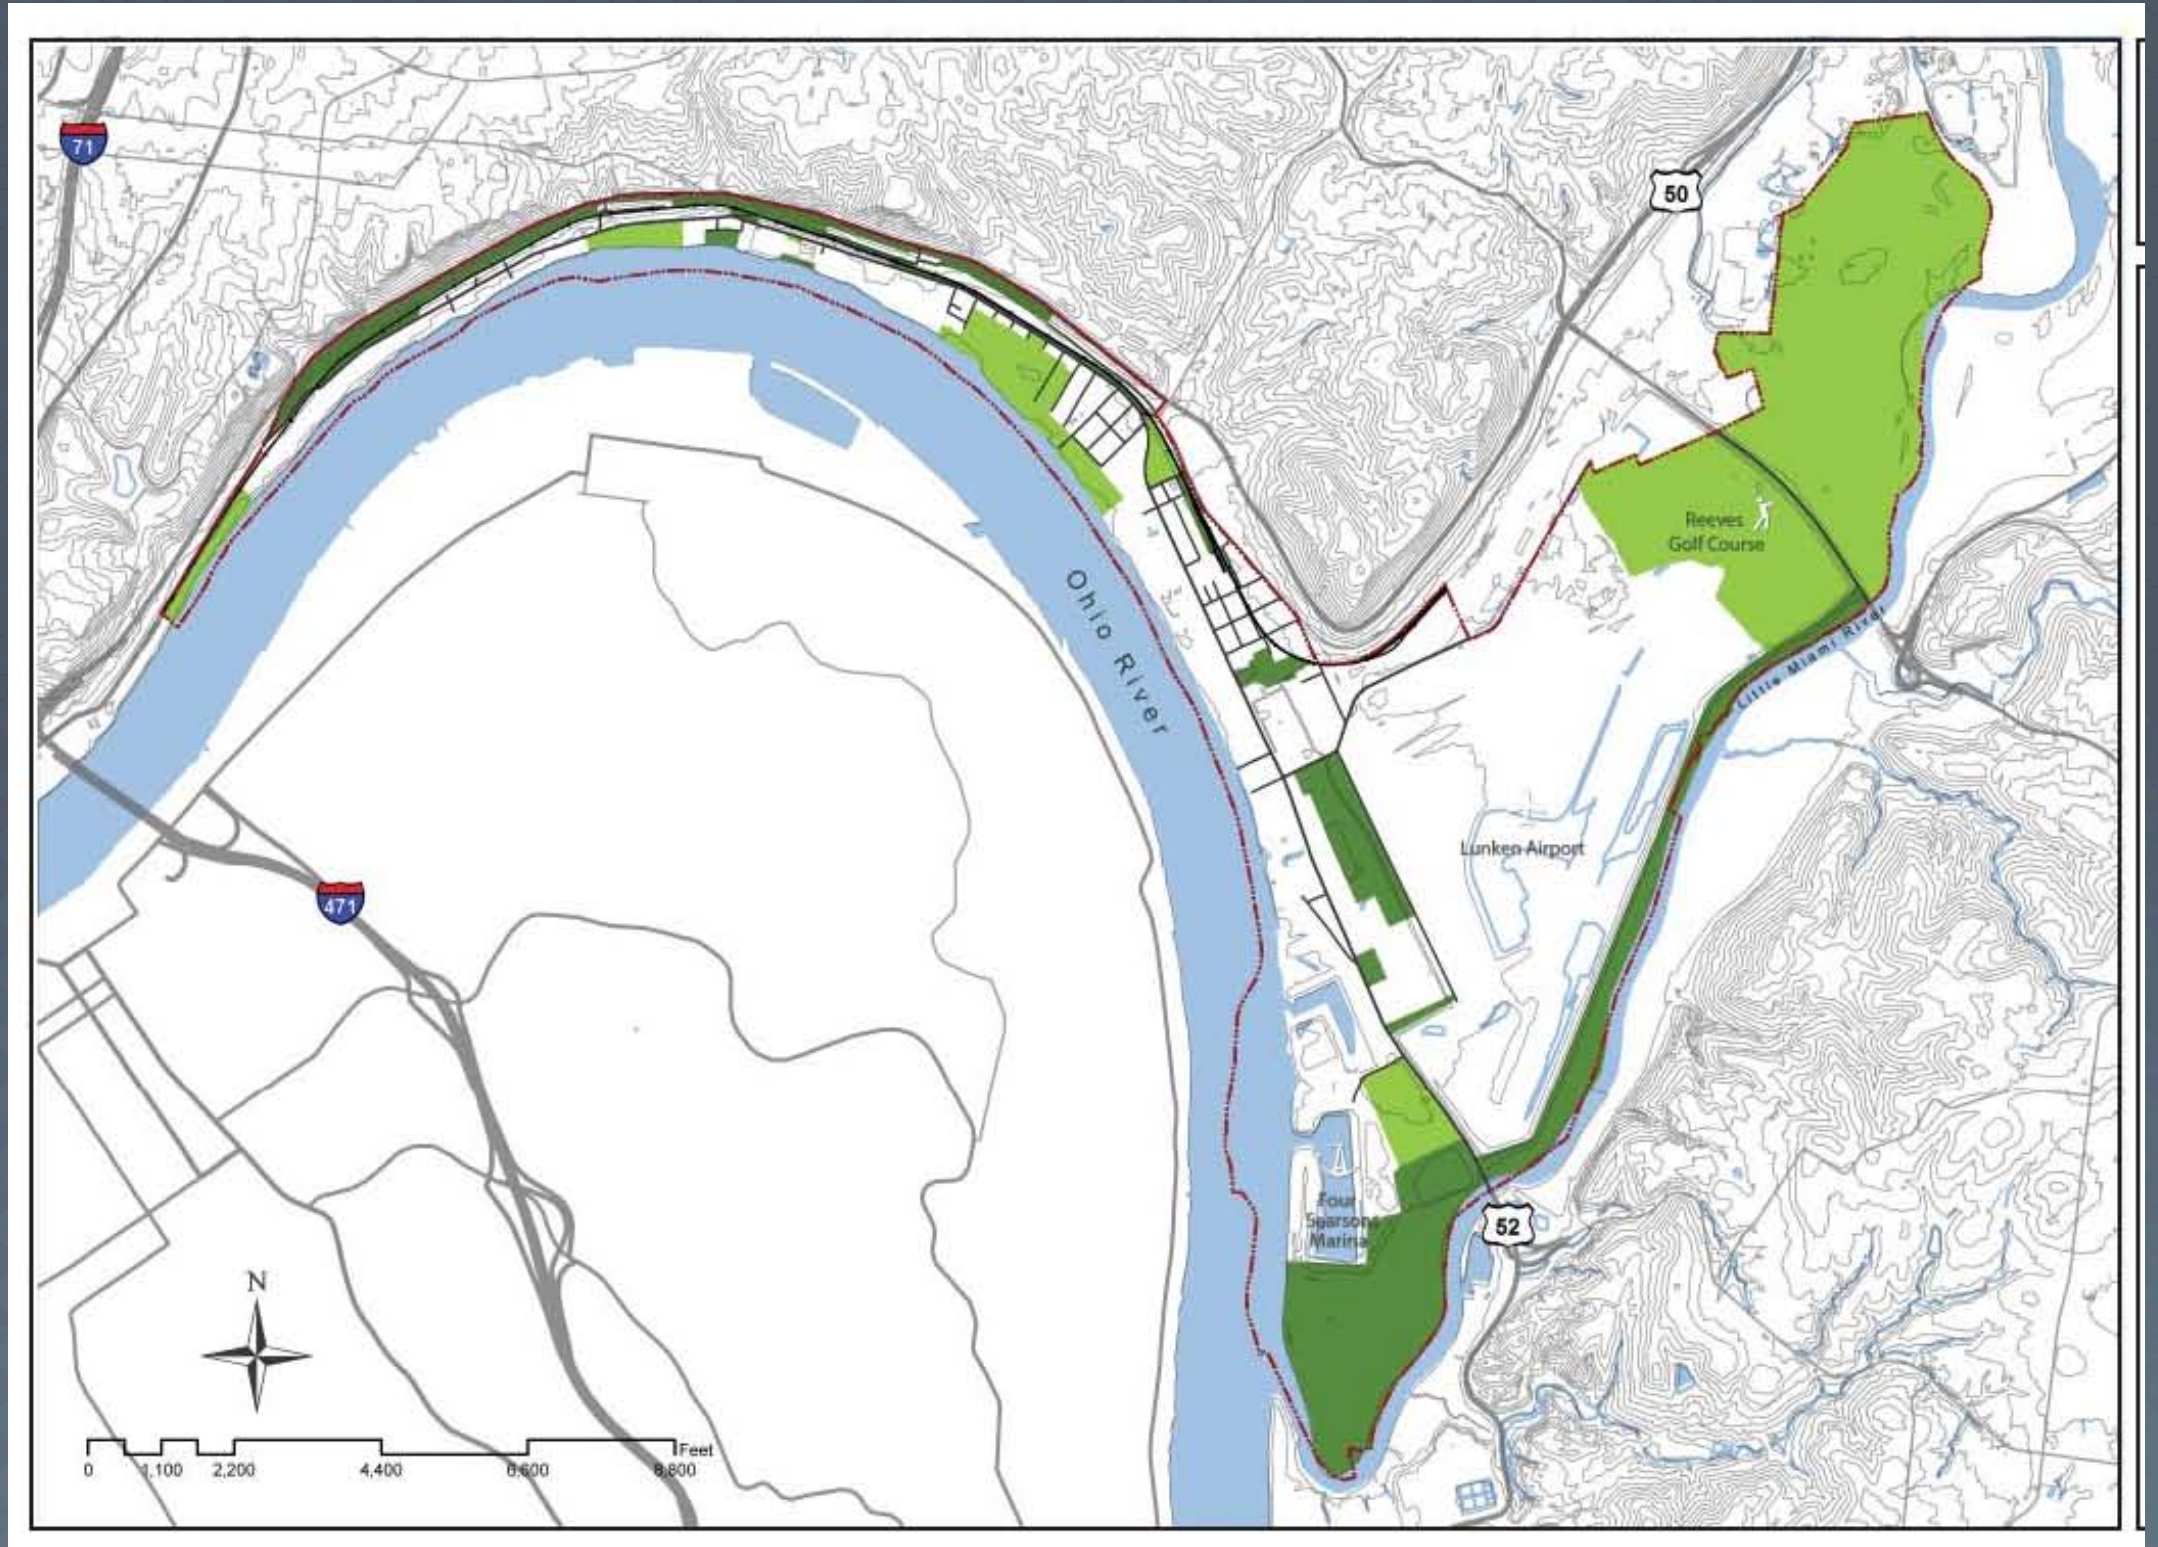 71
50
Reeves
Golf Course
Ohio River
Little Miami River
Lunken Airport
471
Four
Searsons
Marina
52
N
Feet
0
1,100
2,200
4,400
6,600
8,800